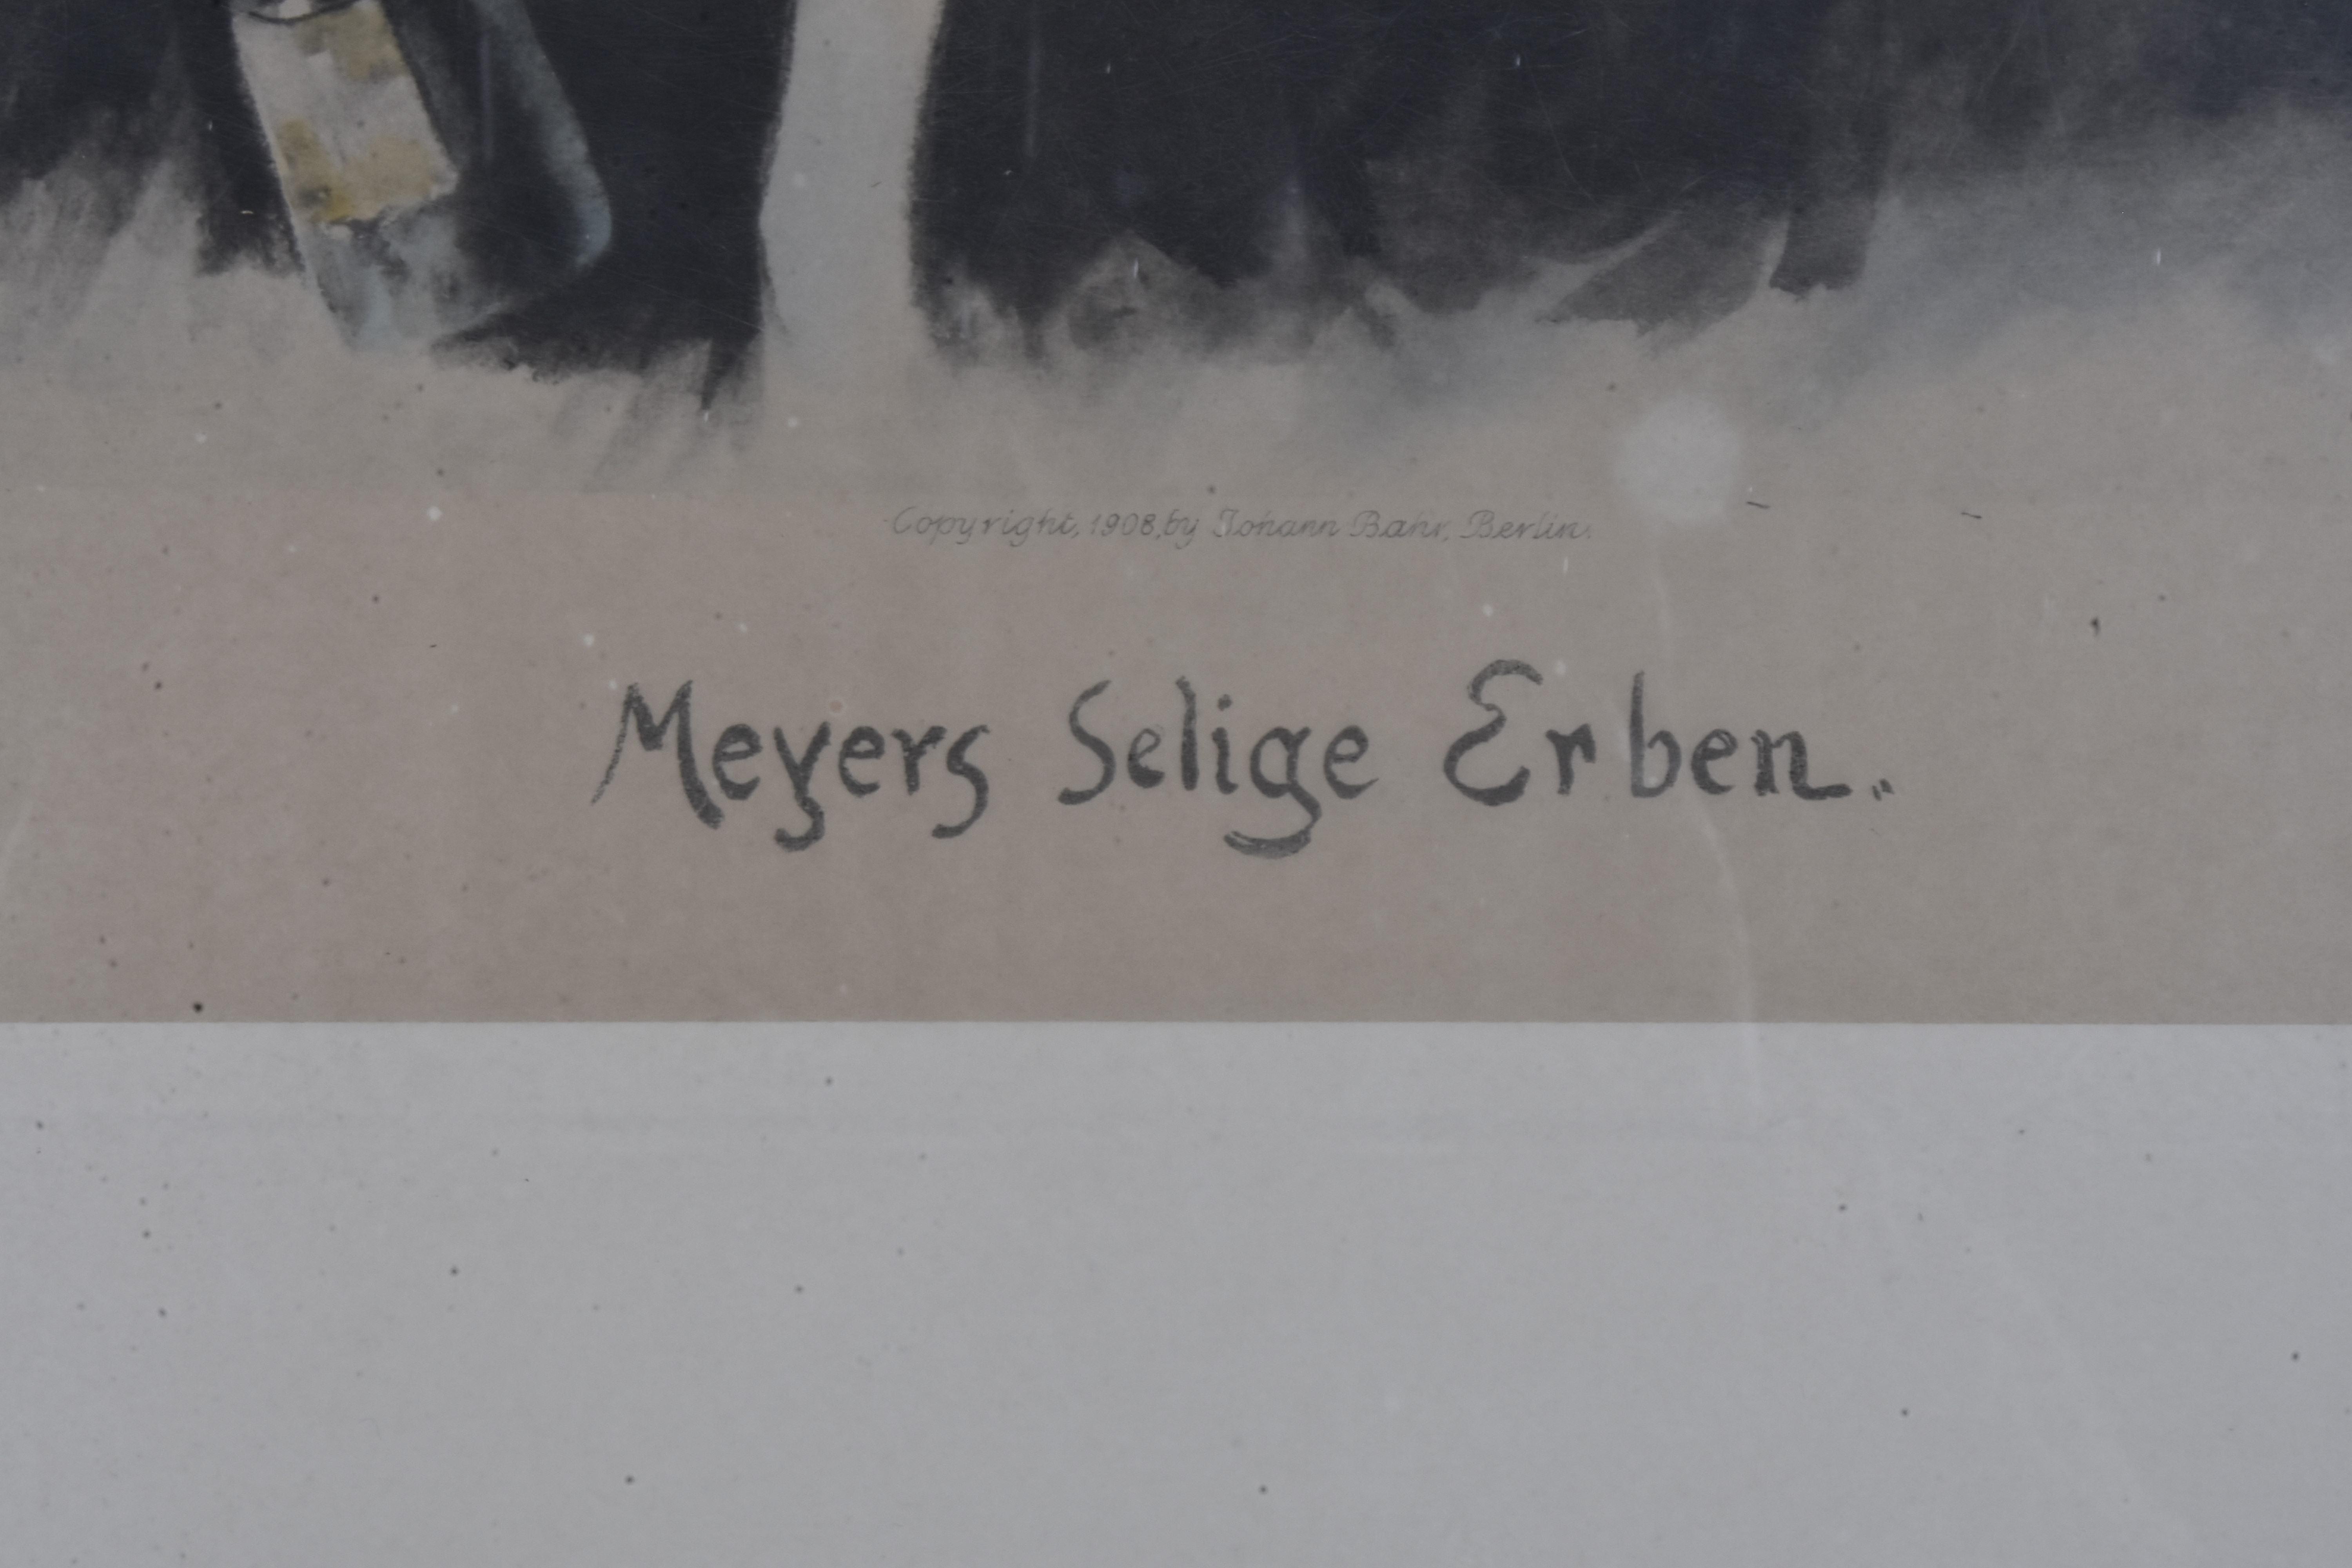 Copyright, 1908, by Johann Bahr, Berlin.
Meyers Selige Erben.